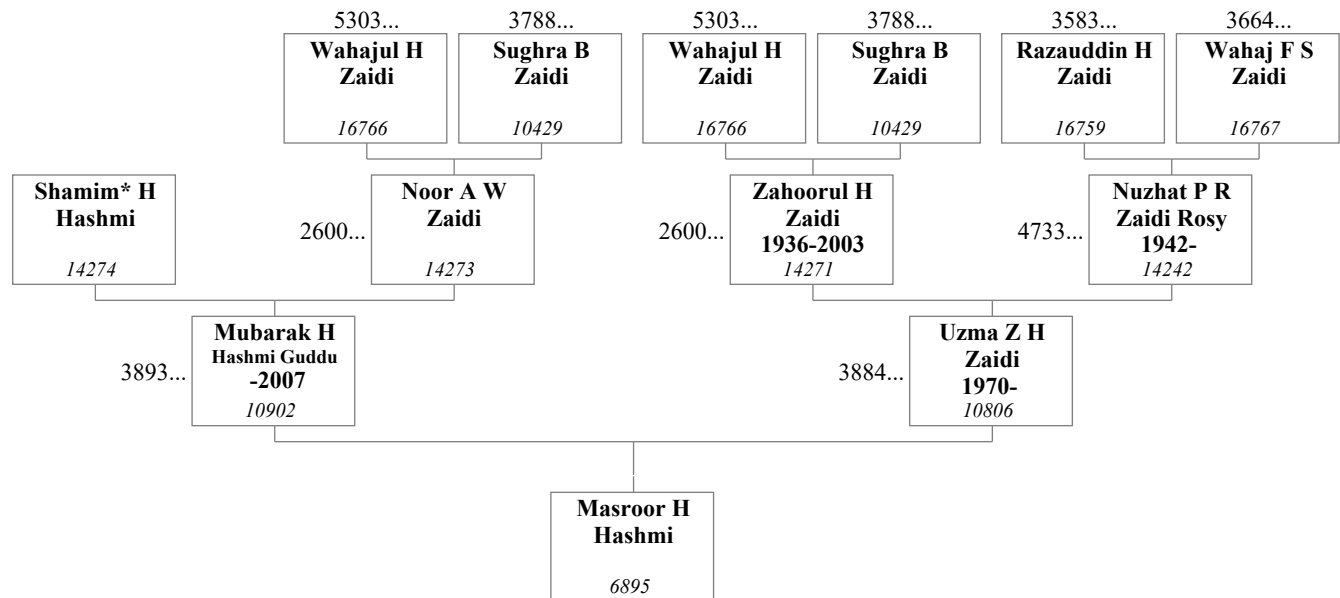 5303...
3788...
5303...
3788...
3583...
3664...
Wahajul H
Zaidi
16766
Sughra B
Zaidi
10429
Wahajul H
Zaidi
16766
Sughra B
Zaidi
10429
Razauddin H
Zaidi
16759
Wahaj F S
Zaidi
16767
Shamim* H
Hashmi
14274
2600...
Noor A W
Zaidi
14273
2600...
Zahoorul H
Zaidi
1936-2003
14271
4733...
Nuzhat P R
Zaidi Rosy
1942-
14242
3893...
Mubarak H
Hashmi Guddu
-2007
10902
3884...
Uzma Z H
Zaidi
1970-
10806
Masroor H
Hashmi
6895